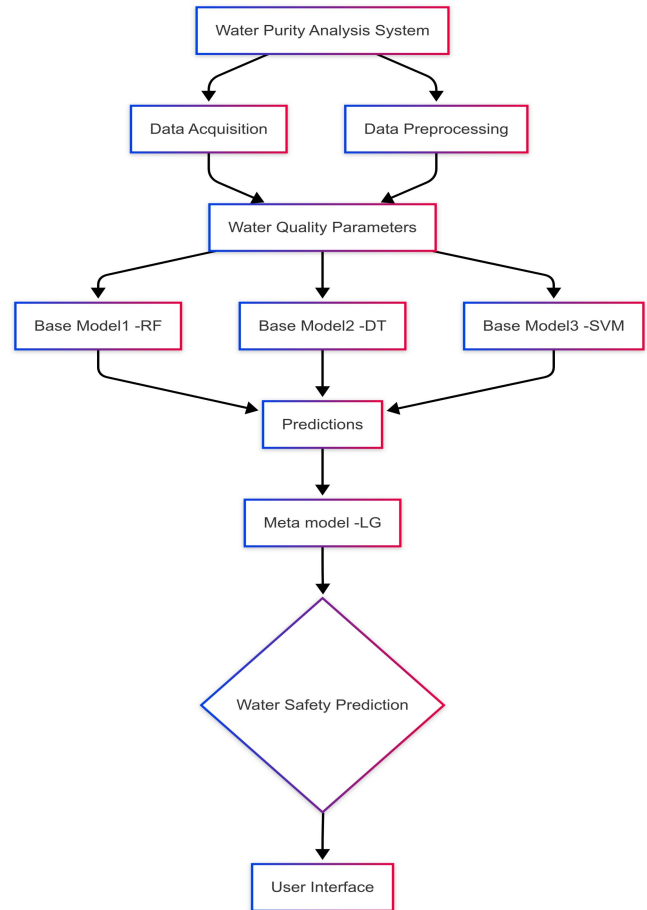 Water Purity Analysis System
Data Acquisition
Data Preprocessing
Water Quality Parameters
Base Model1 -RF
Base Model2 -DT
Base Model3 -SVM
Predictions
Meta model -LG
Water Safety Prediction
User Interface